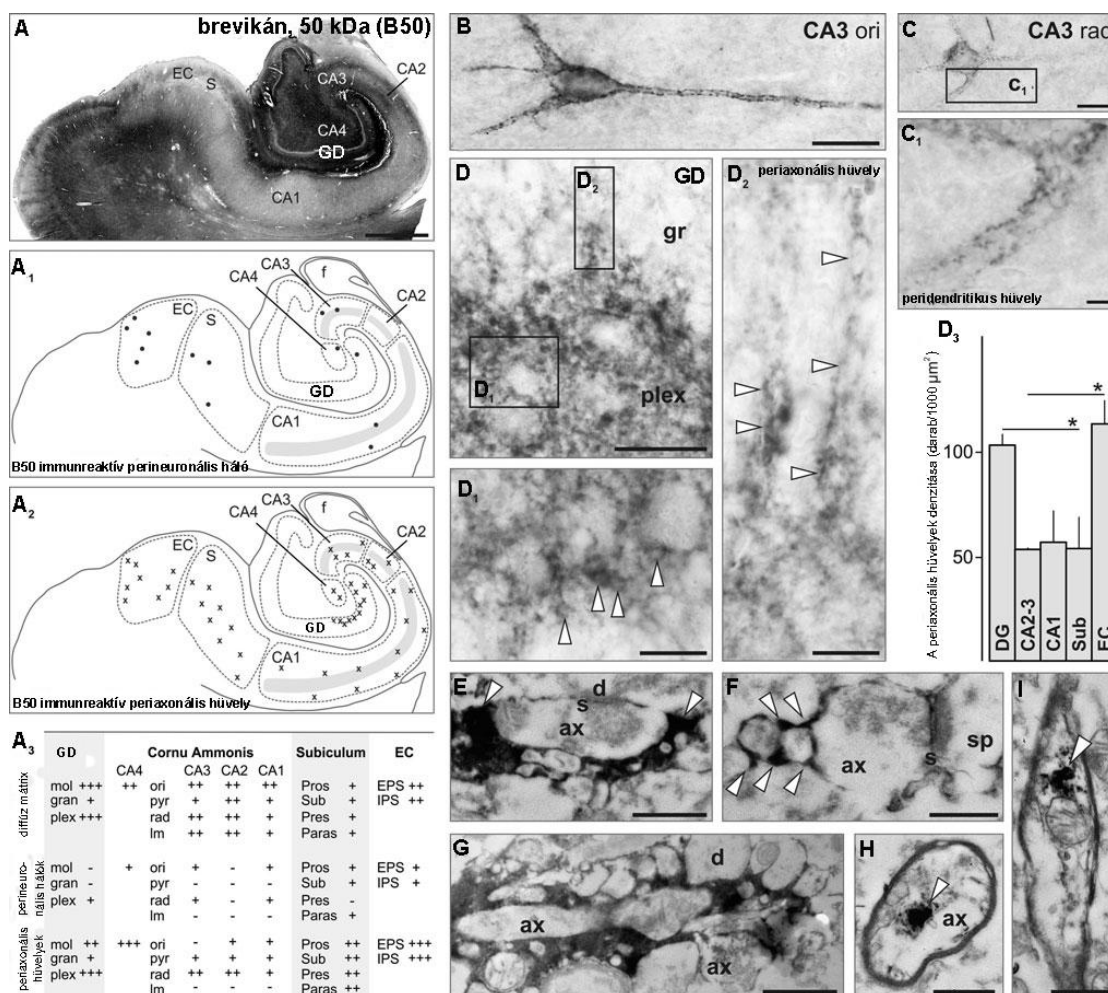 A
brevikán, 50 kDa (B50)
EC
S
CA3
CA2
CA4
GD
CA1
A1
CA3
CA4
f
CA2
EC
S
GD
CA1
B50 immunreaktív perineuronális háló
A2
CA3
CA4
f
CA2
EC
S
GD
CA1
B50 immunreaktív periaxonális hüvely
A3
GD Cornu Ammonis Subiculum EC
CA4 CA3 CA2 CA1
diffúz mátrix
mol +++ ++ ori ++ ++ ++ Pros + EPS ++
gran + pyr + ++ + Sub + IPS ++
plex +++ rad ++ ++ + Pres +
lm ++ ++ + Paras +
perineuro-
nális hálók
mol - + ori + - + Pros + EPS +
gran - pyr - - - Sub + IPS +
plex + rad + - + Pres -
lm - - - Paras +
periaxonális
hüvelyek
mol ++ +++ ori - + + Pros ++ EPS +++
gran + pyr + + + Sub ++ IPS +++
plex +++ rad ++ ++ + Pres ++
lm - - - Paras ++
B
CA3 ori
C
CA3 rad
C1
C1
peridendritikus hüvely
D
D2
GD
gr
D1
plex
D2
periaxonális hüvely
D1
D3
A periaxonális hüvelyek denzitása (darab/1000 µm²)
100
50
*
*
DG
CA2-3
CA1
Sub
EC
E
d
s
ax
F
ax
s
sp
G
d
ax
ax
H
ax
I